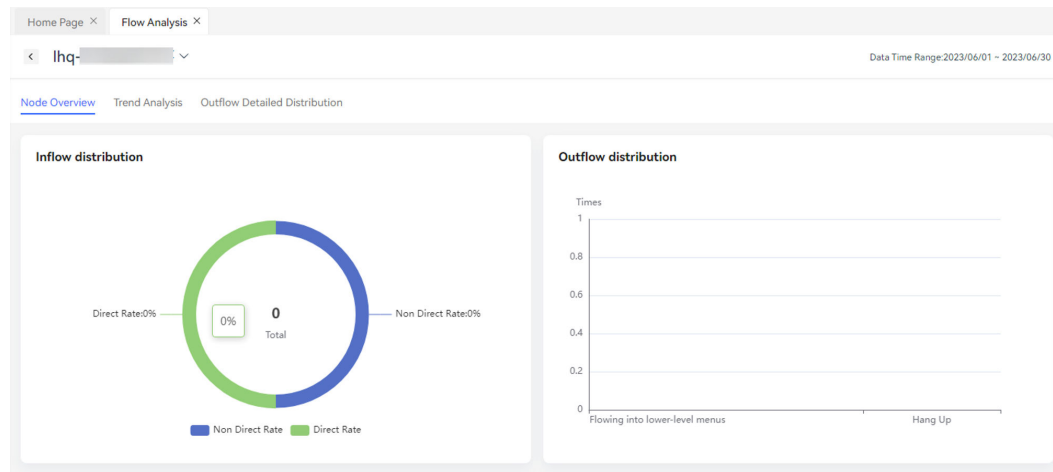 Home Page ×
Flow Analysis ×
lhq-
Data Time Range:2023/06/01 ~ 2023/06/30
Node Overview
Trend Analysis
Outflow Detailed Distribution
Inflow distribution
Direct Rate:0%
0%
0
Total
Non Direct Rate:0%
Non Direct Rate
Direct Rate
Outflow distribution
Times
1
0.8
0.6
0.4
0.2
0
Flowing into lower-level menus
Hang Up